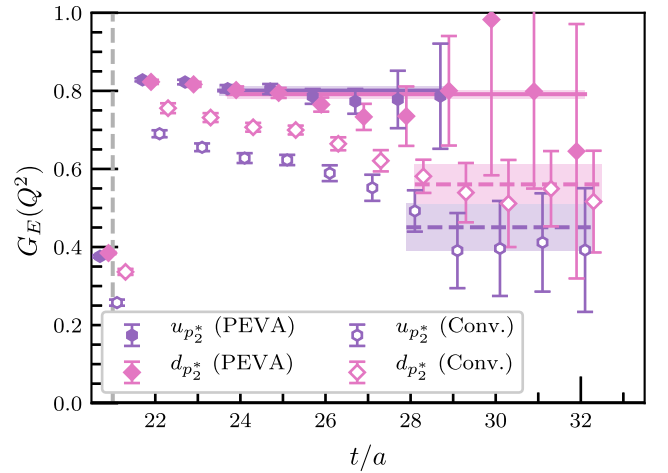 1.0
0.8
0.6
0.4
0.2
0.0
G_E(Q^2)
u_{p_2^*} (PEVA)
u_{p_2^*} (Conv.)
d_{p_2^*} (PEVA)
d_{p_2^*} (Conv.)
22 24 26 28 30 32
t/a